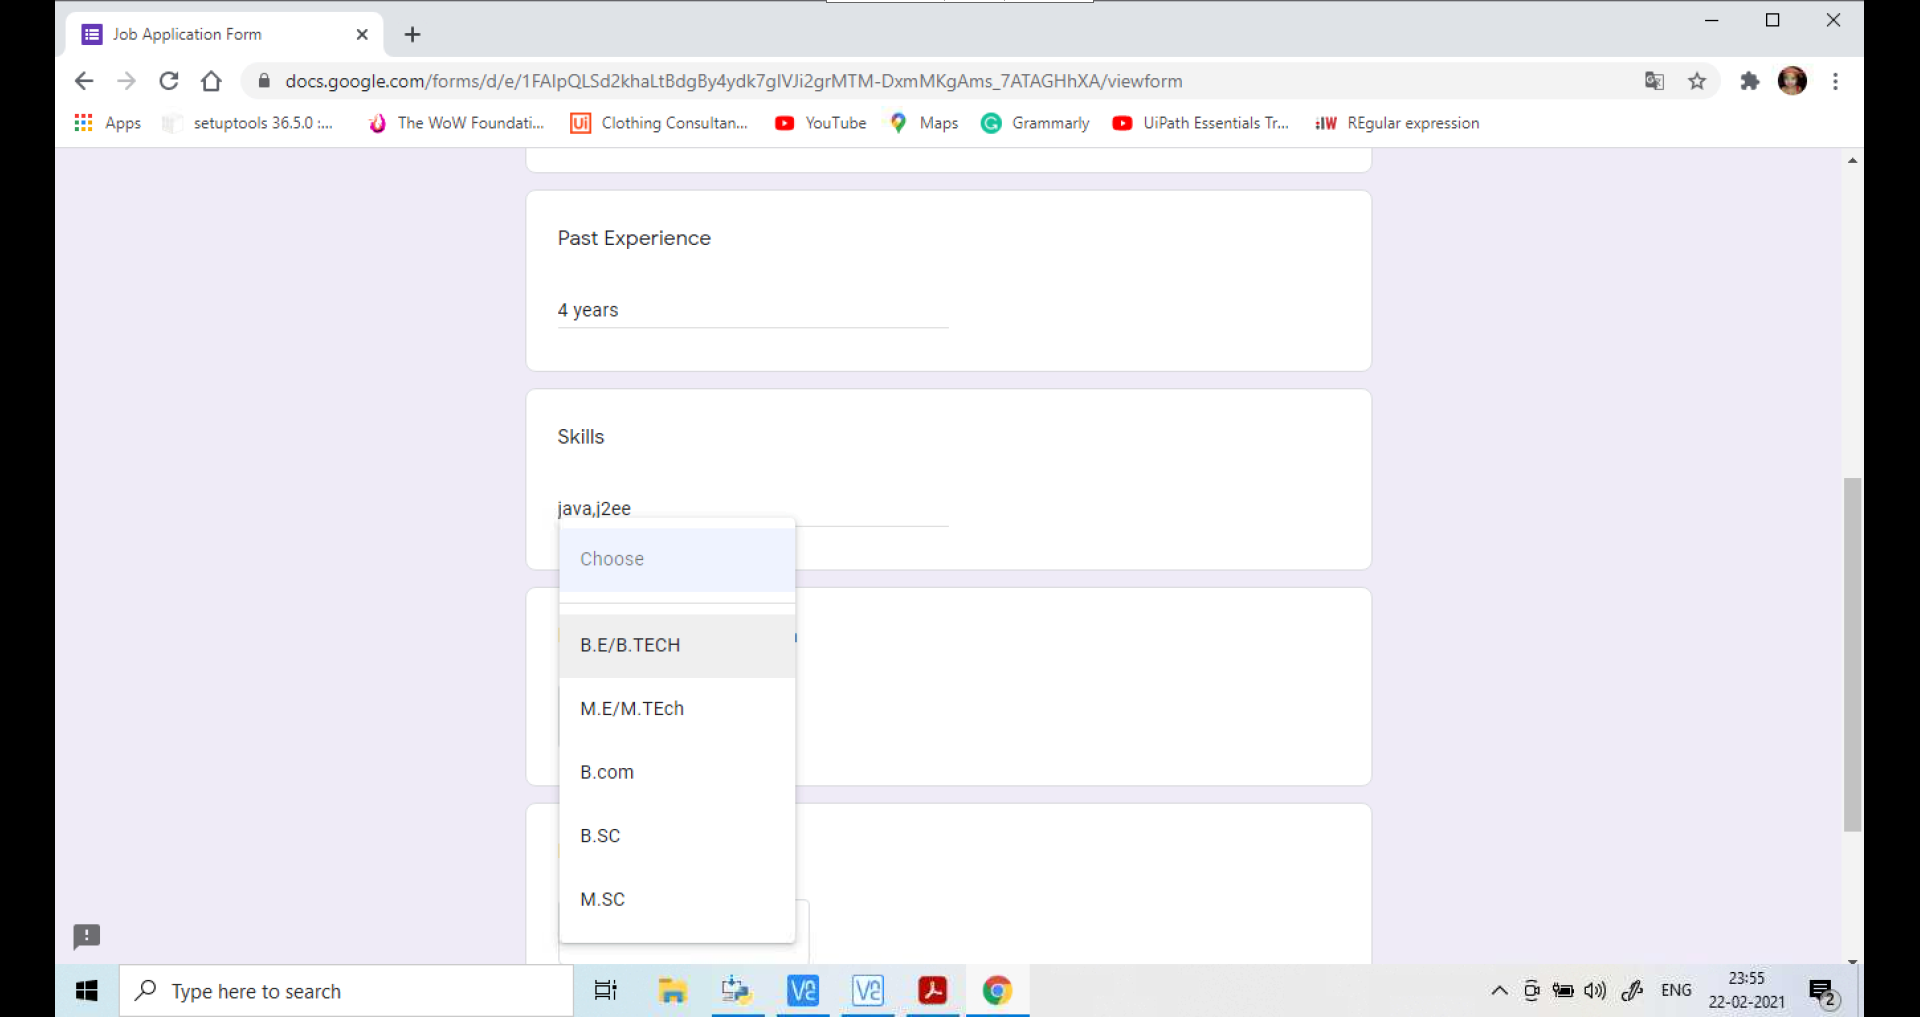 Job Application Form
docs.google.com/forms/d/e/1FAIpQLSd2khaLtBdgBy4ydk7gIVJi2grMTM-DxmMKgAms_7ATAGHhXA/viewform
Apps
setuptools 36.5.0 :...
The WoW Foundati...
Clothing Consultan...
YouTube
Maps
Grammarly
UiPath Essentials Tr...
REgular expression
Past Experience
4 years
Skills
java,j2ee
Choose
B.E/B.TECH
M.E/M.TEch
B.com
B.SC
M.SC
Type here to search
ENG
23:55
22-02-2021
2